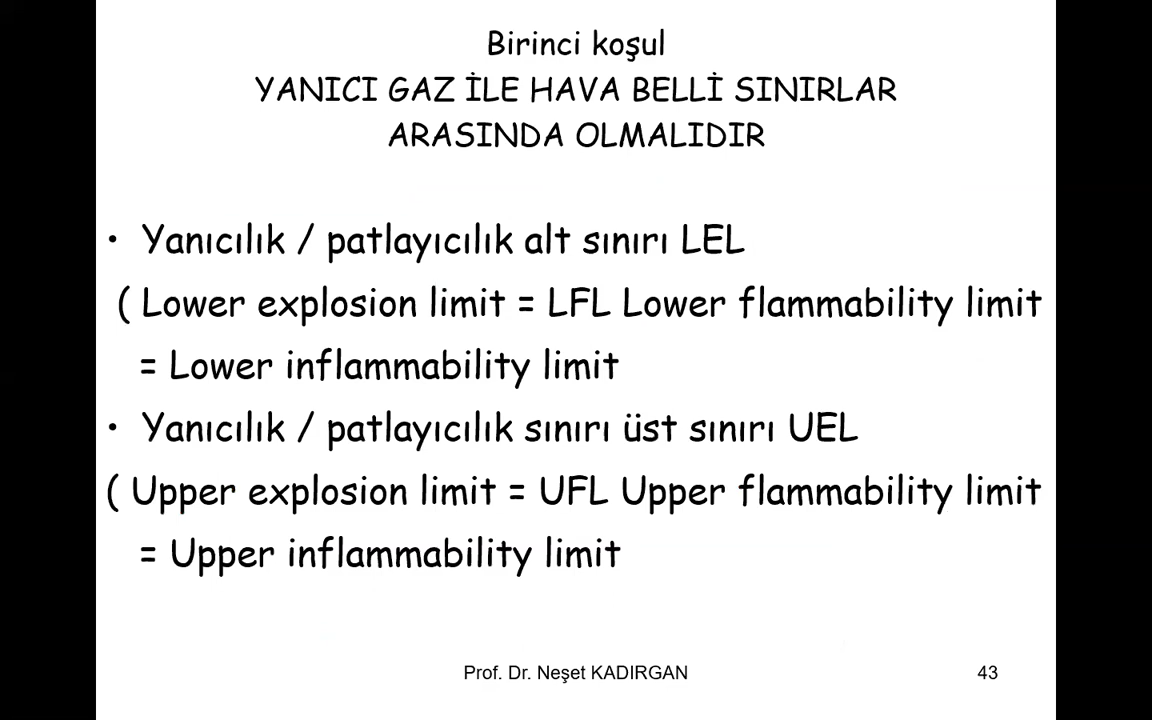 Birinci koşul
YANICI GAZ İLE HAVA BELLİ SINIRLAR
ARASINDA OLMALIDIR
• Yanıcılık / patlayıcılık alt sınırı LEL
( Lower explosion limit = LFL Lower flammability limit
= Lower inflammability limit
• Yanıcılık / patlayıcılık sınırı üst sınırı UEL
( Upper explosion limit = UFL Upper flammability limit
= Upper inflammability limit
Prof. Dr. Neşet KADIRGAN
43